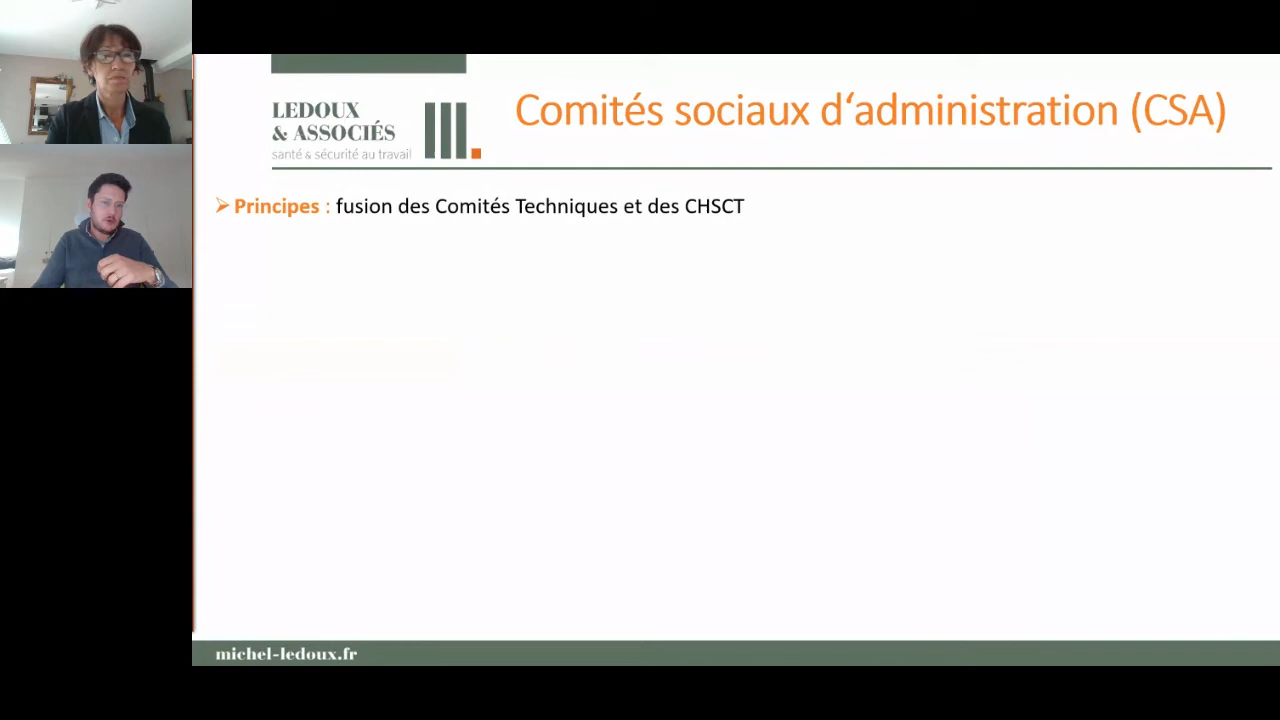 LEDOUX
& ASSOCIÉS
santé & sécurité au travail
Comités sociaux d‘administration (CSA)
Principes : fusion des Comités Techniques et des CHSCT
michel-ledoux.fr